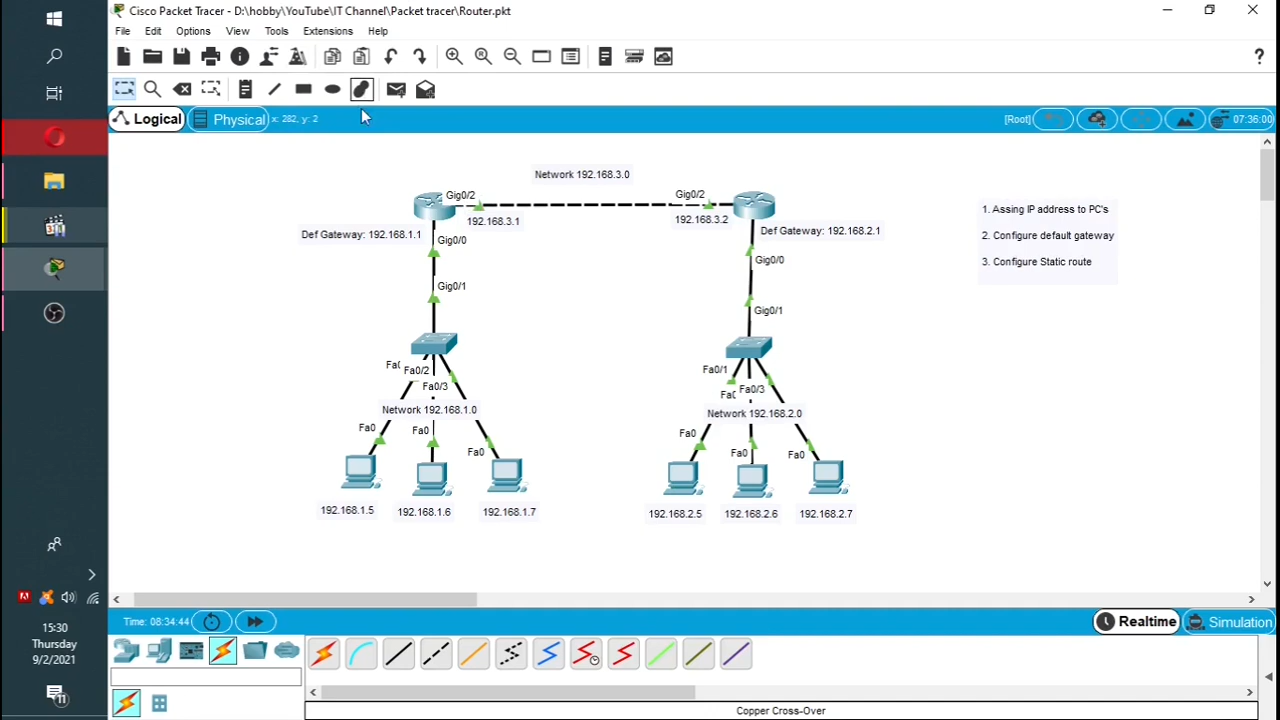 Cisco Packet Tracer - D:\hobby\YouTube\IT Channel\Packet tracer\Router.pkt
File Edit Options View Tools Extensions Help
?
Logical Physical x: 282, y: 2 [Root] 07:36:00
Network 192.168.3.0
Gig0/2 Gig0/2
192.168.3.1 192.168.3.2
Def Gateway: 192.168.1.1 Def Gateway: 192.168.2.1
Gig0/0 Gig0/0
Gig0/1 Gig0/1
1. Assing IP address to PC's
2. Configure default gateway
3. Configure Static route
Fa0/2 Fa0/1
Fa0/3 Fa0/3
Network 192.168.1.0 Network 192.168.2.0
Fa0 Fa0 Fa0 Fa0 Fa0 Fa0
192.168.1.5 192.168.1.6 192.168.1.7 192.168.2.5 192.168.2.6 192.168.2.7
Time: 08:34:44 Realtime Simulation
Copper Cross-Over
15:30
Thursday
9/2/2021
11